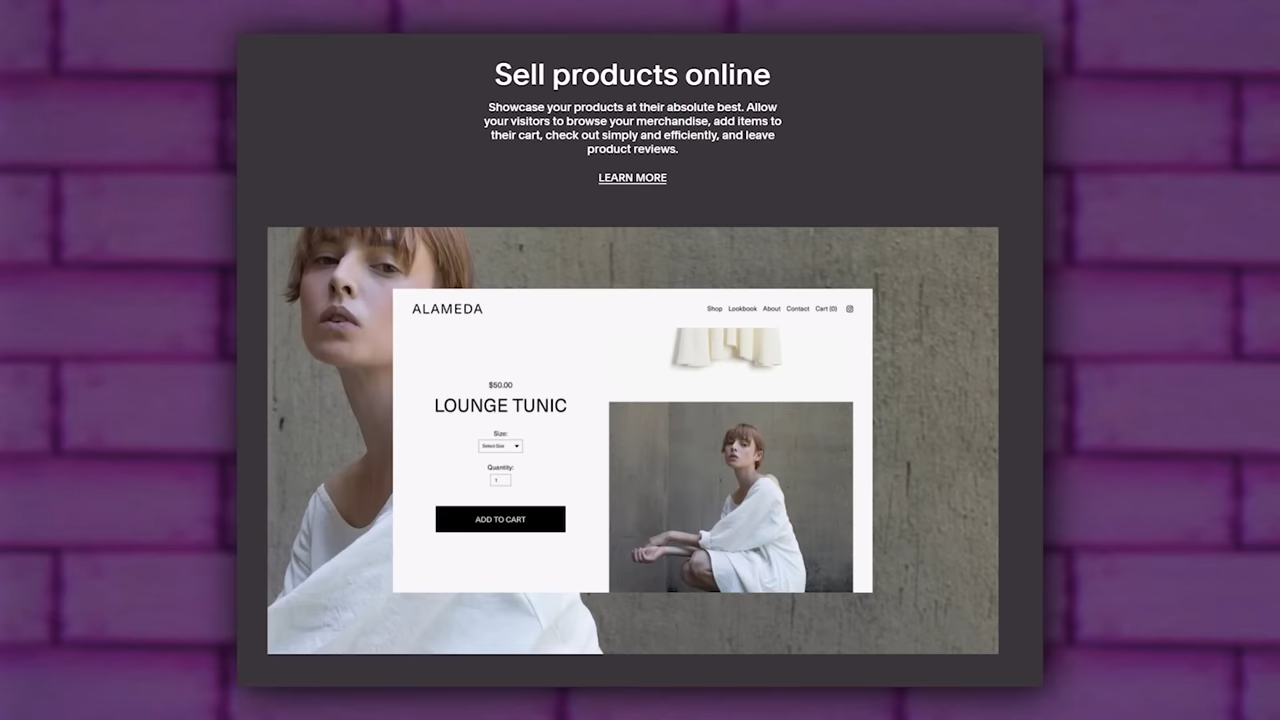 Sell products online
Showcase your products at their absolute best. Allow
your visitors to browse your merchandise, add items to
their cart, check out simply and efficiently, and leave
product reviews.
LEARN MORE
ALAMEDA
Shop Lookbook About Contact Cart (0)
$50.00
LOUNGE TUNIC
Size:
Select Size
Quantity:
1
ADD TO CART